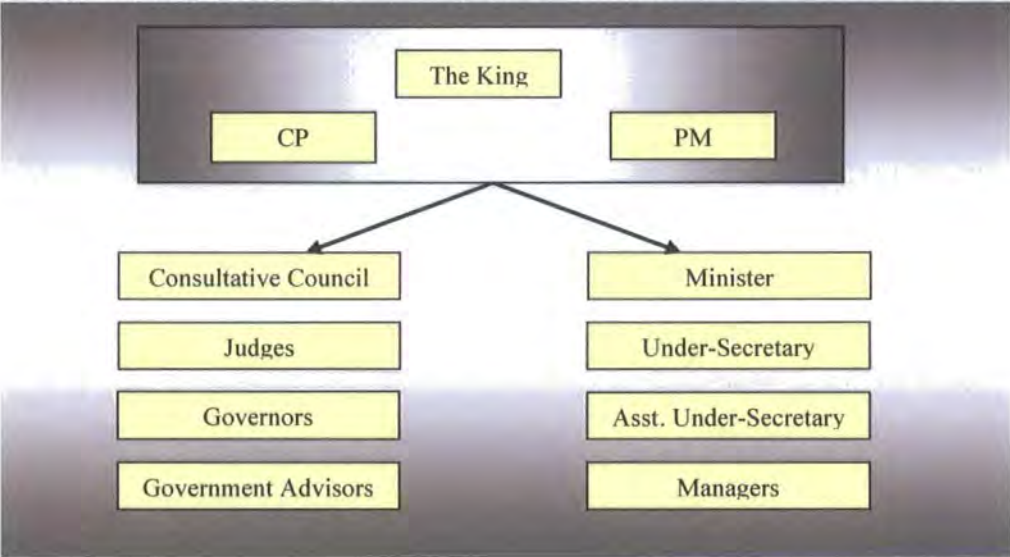 The King
CP
PM
Consultative Council
Minister
Judges
Under-Secretary
Governors
Asst. Under-Secretary
Government Advisors
Managers